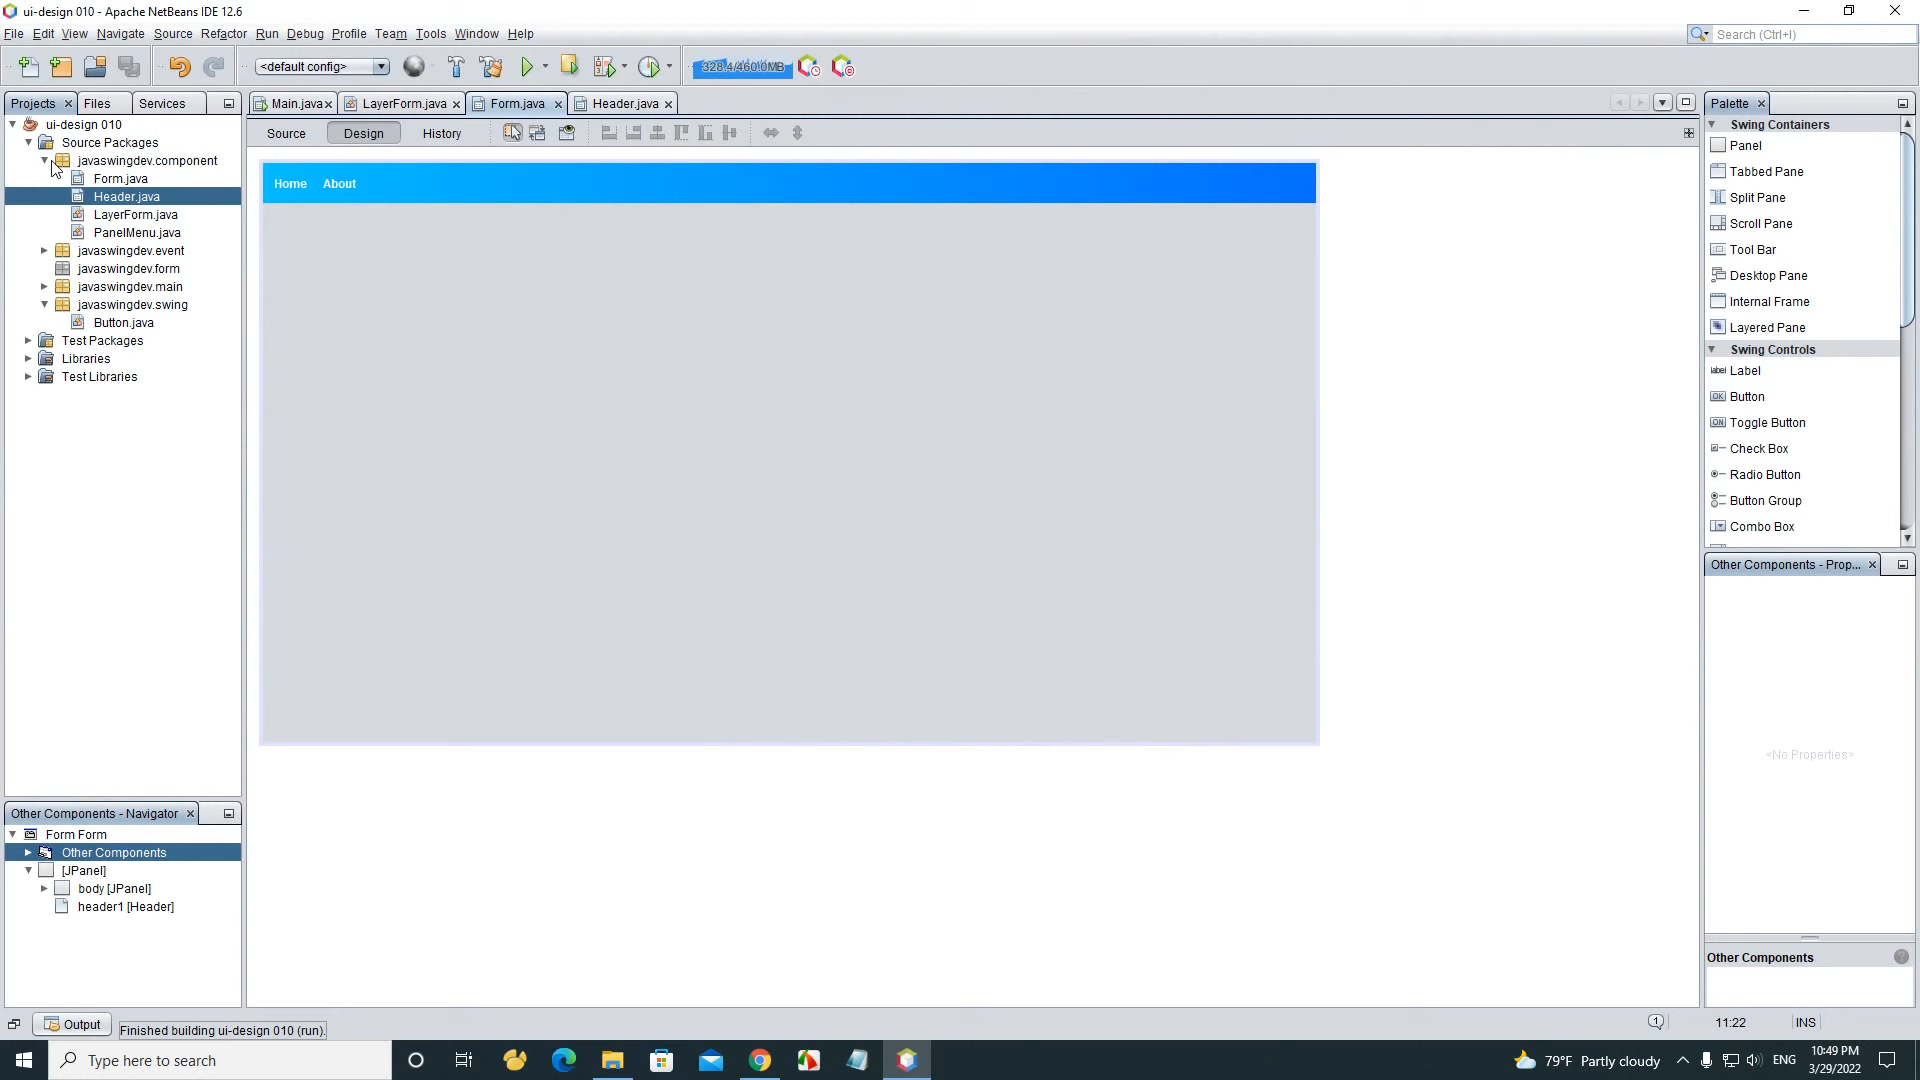 ui-design 010 - Apache NetBeans IDE 12.6
File Edit View Navigate Source Refactor Run Debug Profile Team Tools Window Help
Search (Ctrl+I)
<default config>
328.4/460.0MB
Projects Files Services
Main.java LayerForm.java Form.java Header.java
Palette
Source Design History
ui-design 010
Source Packages
javaswingdev.component
Form.java
Header.java
LayerForm.java
PanelMenu.java
javaswingdev.event
javaswingdev.form
javaswingdev.main
javaswingdev.swing
Button.java
Test Packages
Libraries
Test Libraries
Home About
Swing Containers
Panel
Tabbed Pane
Split Pane
Scroll Pane
Tool Bar
Desktop Pane
Internal Frame
Layered Pane
Swing Controls
label Label
OK Button
ON Toggle Button
Check Box
Radio Button
Button Group
Combo Box
Other Components - Prop...
<No Properties>
Other Components
Other Components - Navigator
Form Form
Other Components
[JPanel]
body [JPanel]
header1 [Header]
Output
Finished building ui-design 010 (run).
1
11:22
INS
Type here to search
79°F Partly cloudy
ENG
10:49 PM
3/29/2022